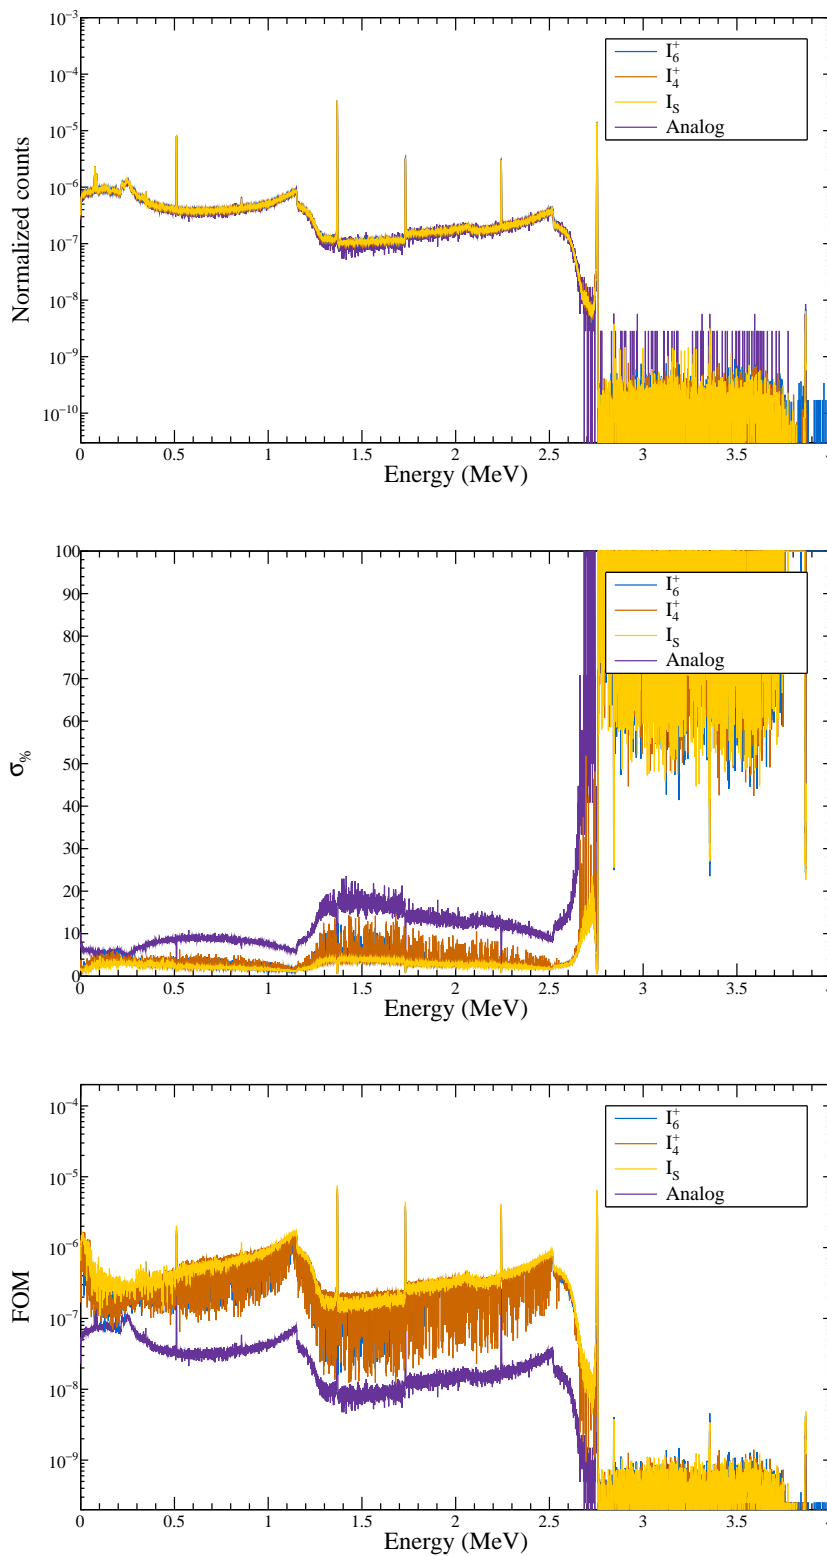 10⁻³
10⁻⁴
10⁻⁵
10⁻⁶
10⁻⁷
10⁻⁸
10⁻⁹
10⁻¹⁰
Normalized counts
I₆⁺
I₄⁺
I_S
Analog
0 0.5 1 1.5 2 2.5 3 3.5 4
Energy (MeV)
100
90
80
70
60
50
40
30
20
10
0
σ%
I₆⁺
I₄⁺
I_S
Analog
0 0.5 1 1.5 2 2.5 3 3.5 4
Energy (MeV)
10⁻⁴
10⁻⁵
10⁻⁶
10⁻⁷
10⁻⁸
10⁻⁹
FOM
I₆⁺
I₄⁺
I_S
Analog
0 0.5 1 1.5 2 2.5 3 3.5 4
Energy (MeV)